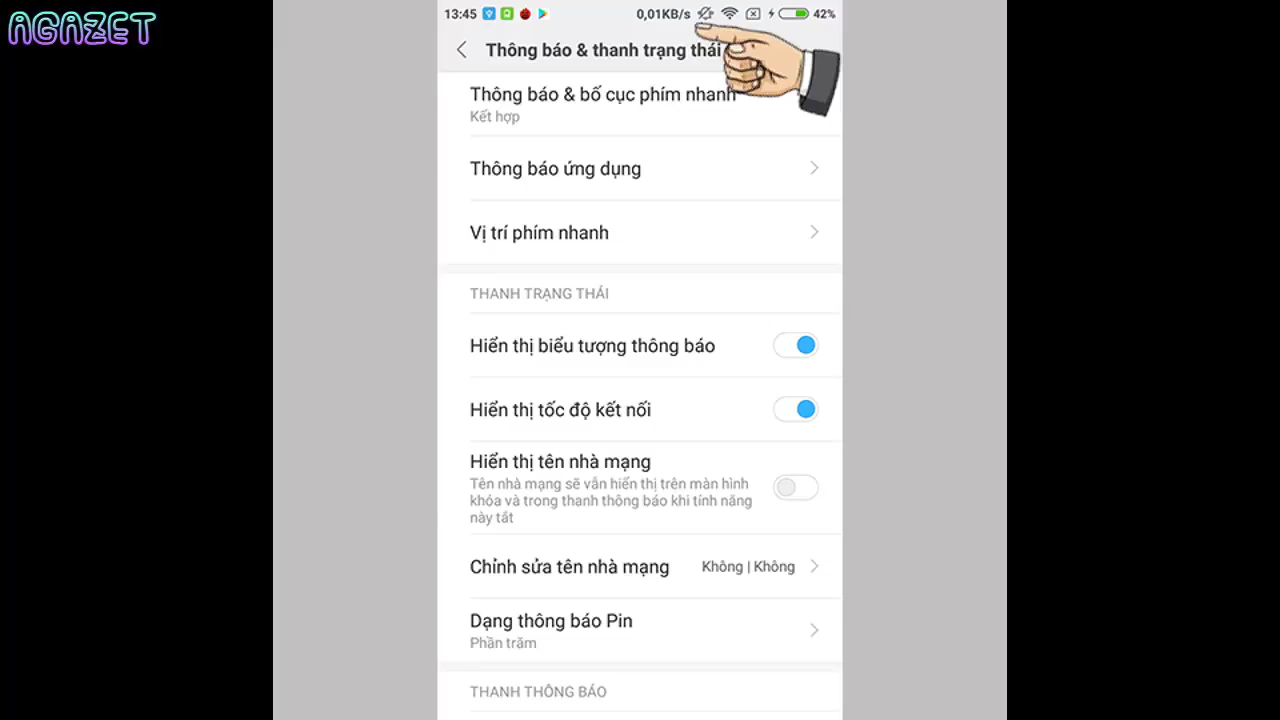 AGAZET
13:45 0,01KB/s 42%
Thông báo & thanh trạng thái
Thông báo & bố cục phím nhanh
Kết hợp
Thông báo ứng dụng
Vị trí phím nhanh
THANH TRẠNG THÁI
Hiển thị biểu tượng thông báo
Hiển thị tốc độ kết nối
Hiển thị tên nhà mạng
Tên nhà mạng sẽ vẫn hiển thị trên màn hình
khóa và trong thanh thông báo khi tính năng
này tắt
Chỉnh sửa tên nhà mạng Không | Không
Dạng thông báo Pin
Phần trăm
THANH THÔNG BÁO